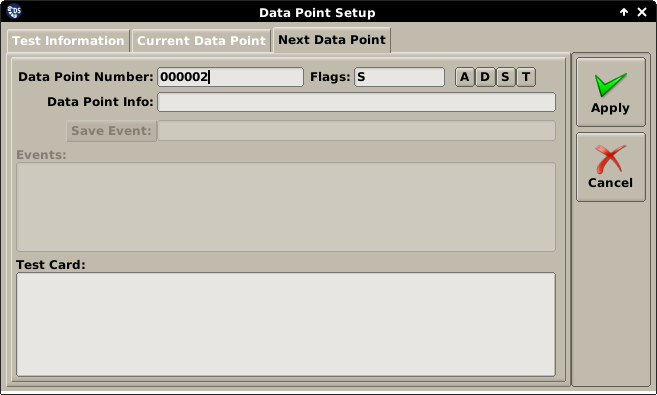 DS
Data Point Setup
Test Information Current Data Point Next Data Point
Data Point Number: 000002 Flags: S A D S T
Data Point Info:
Save Event:
Events:
Test Card:
Apply
Cancel